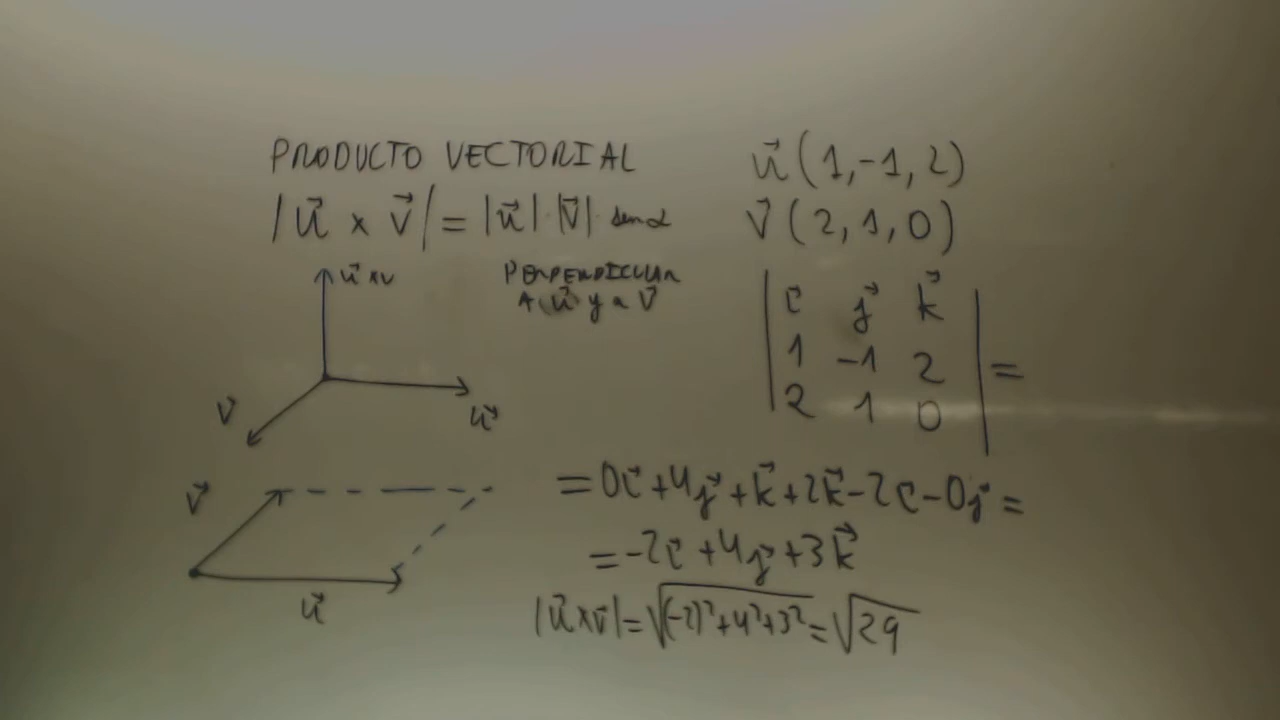 PRODUCTO VECTORIAL
|u⃗ × v⃗| = |u⃗| · |v⃗| · sen α
u⃗ x v
v⃗
u⃗
PERPENDICULAR
A u⃗ y a v⃗
v⃗
u⃗
u⃗ (1, -1, 2)
v⃗ (2, 1, 0)
| i⃗ j⃗ k⃗ |
| 1 -1 2 | =
| 2 1 0 |
= 0i⃗ + 4j⃗ + k⃗ + 2k⃗ - 2i⃗ - 0j⃗ =
= -2i⃗ + 4j⃗ + 3k⃗
|u⃗ x v⃗| = √((-2)² + 4² + 3²) = √29